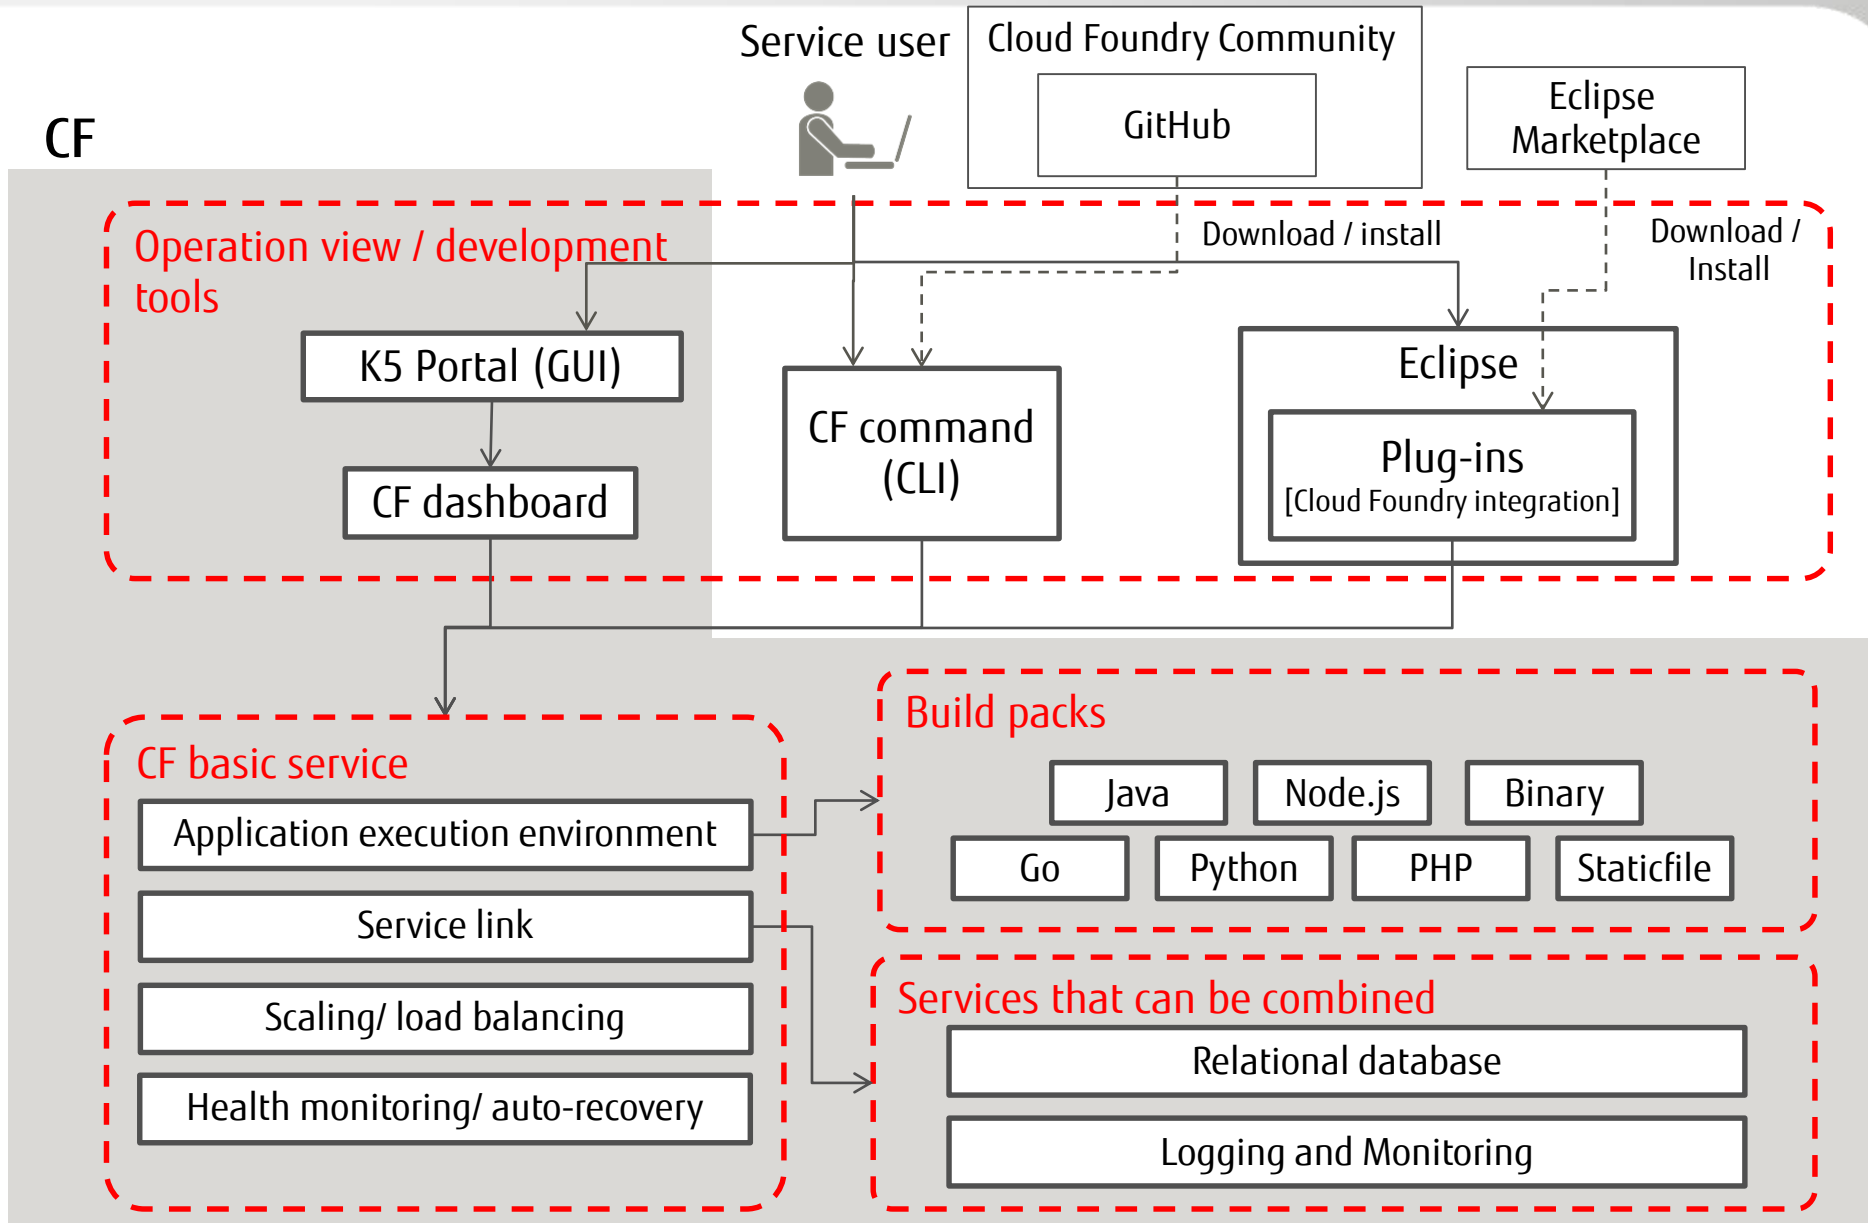 Service user
Cloud Foundry Community
GitHub
Eclipse
Marketplace
CF
Operation view / development
tools
Download / install
Download /
Install
K5 Portal (GUI)
CF command
(CLI)
Eclipse
Plug-ins
[Cloud Foundry integration]
CF dashboard
CF basic service
Application execution environment
Service link
Scaling/ load balancing
Health monitoring/ auto-recovery
Build packs
Java
Node.js
Binary
Go
Python
PHP
Staticfile
Services that can be combined
Relational database
Logging and Monitoring